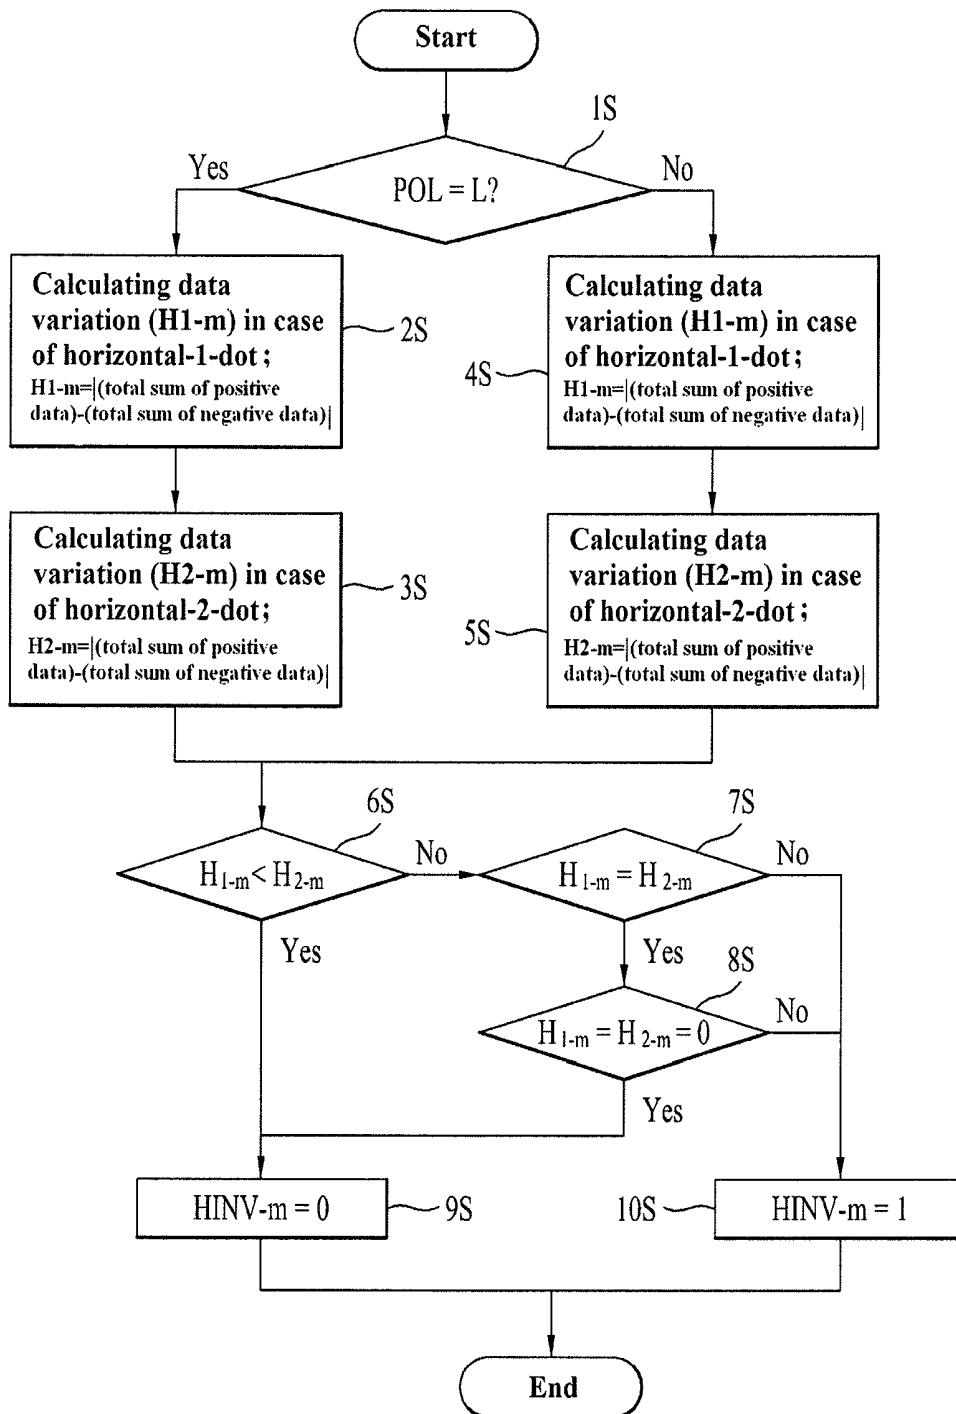 Start
1S
Yes
No
POL = L?
Calculating data
variation (H1-m) in case
of horizontal-1-dot;
H1-m=|(total sum of positive
data)-(total sum of negative data)|
2S
Calculating data
variation (H1-m) in case
of horizontal-1-dot;
H1-m=|(total sum of positive
data)-(total sum of negative data)|
4S
Calculating data
variation (H2-m) in case
of horizontal-2-dot;
H2-m=|(total sum of positive
data)-(total sum of negative data)|
3S
Calculating data
variation (H2-m) in case
of horizontal-2-dot;
H2-m=|(total sum of positive
data)-(total sum of negative data)|
5S
6S
H1-m < H2-m
No
Yes
7S
H1-m = H2-m
No
Yes
8S
H1-m = H2-m = 0
No
Yes
HINV-m = 0
9S
10S
HINV-m = 1
End